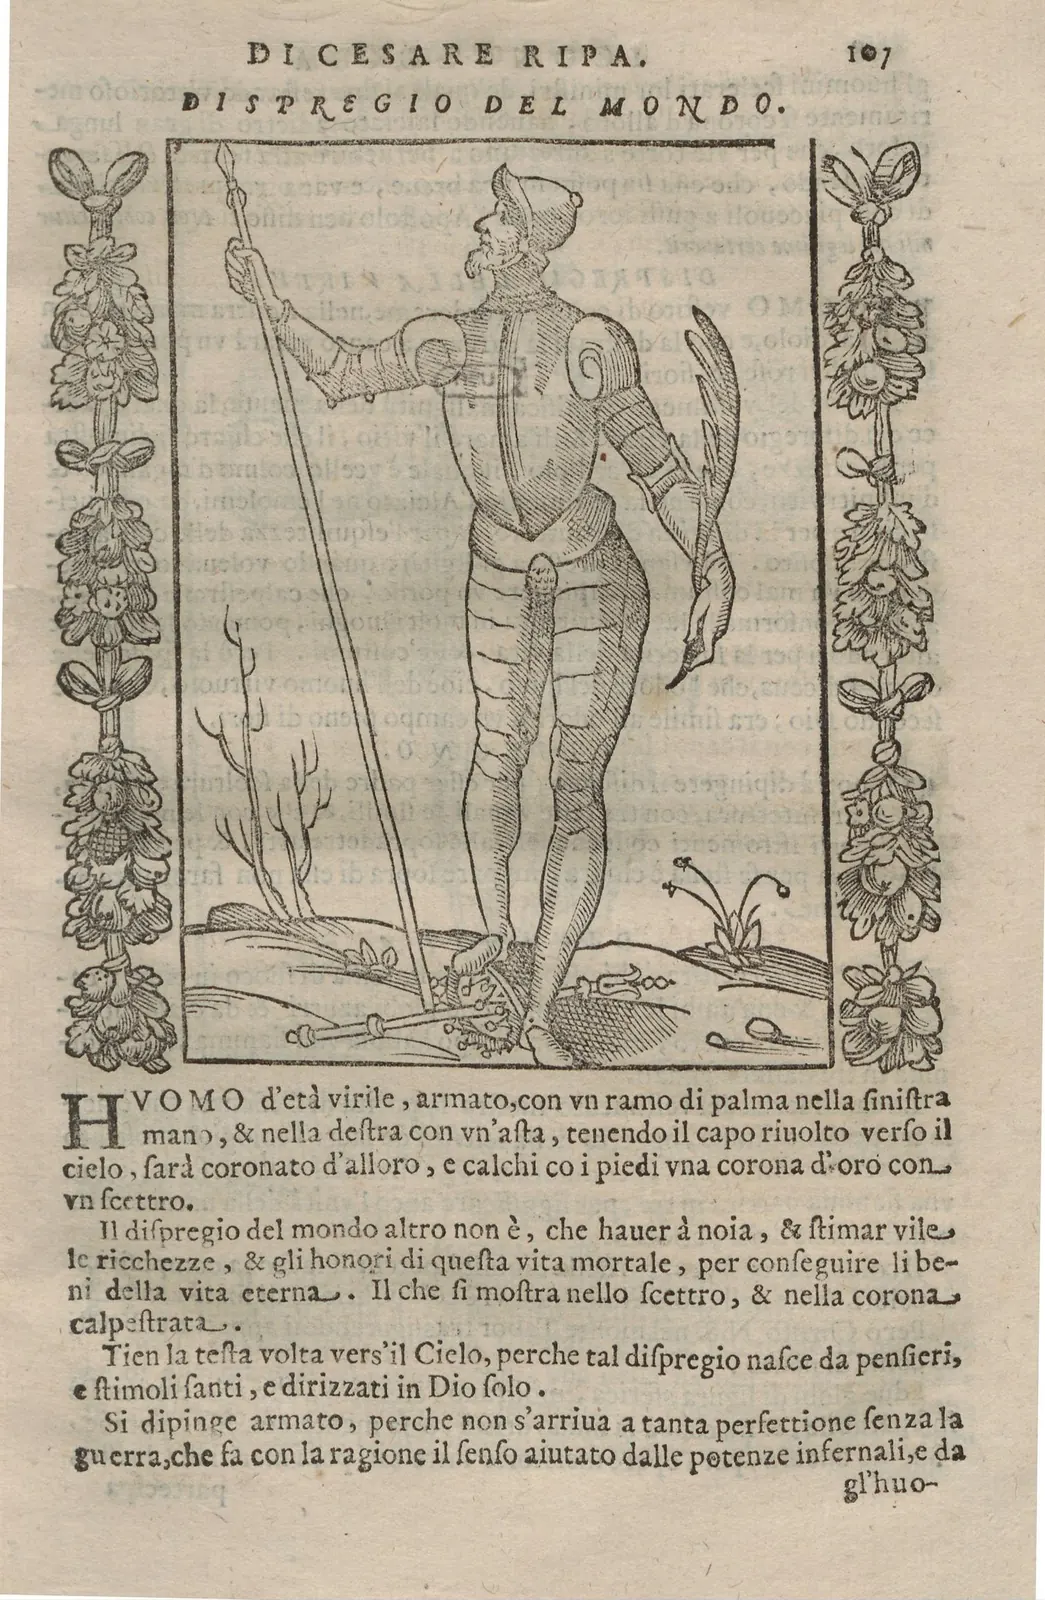 DI CESARE RIPA. 107
DISPREGIO DEL MONDO.
HVOMO d'età virile, armato, con vn ramo di palma nella siniſtra
mano, & nella deſtra con vn'aſta, tenendo il capo riuolto verſo il
cielo, ſarà coronato d'alloro, e calchi co i piedi vna corona d'oro con
vn ſcettro.
Il diſpregio del mondo altro non è, che hauer à noia, & ſtimar vile
le ricchezze, & gli honori di queſta vita mortale, per conſeguire li be-
ni della vita eterna. Il che ſi moſtra nello ſcettro, & nella corona
calpeſtrata.
Tien la teſta volta vers'il Cielo, perche tal diſpregio naſce da penſieri,
e ſtimoli ſanti, e dirizzati in Dio ſolo.
Si dipinge armato, perche non s'arriua a tanta perfettione ſenza la
guerra, che fa con la ragione il ſenſo aiutato dalle potenze infernali, e da
gl'huo-